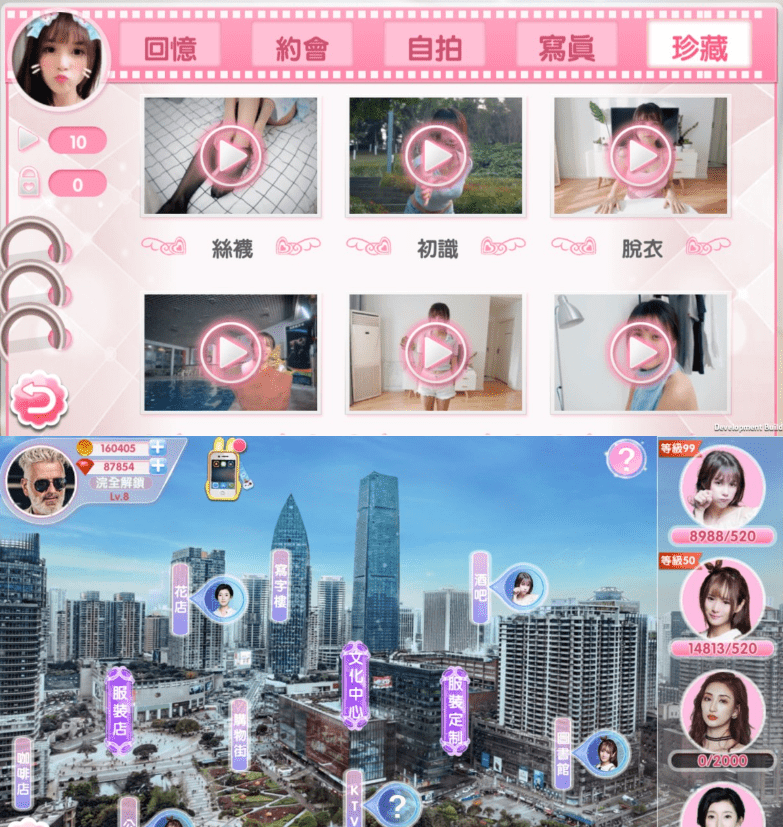 回憶
約會
自拍
寫真
珍藏
10
0
絲襪
初識
脫衣
Development Build
160405
87854
浣全解鎖
Lv.8
?
等級99
8988/520
等級50
14813/520
0/2000
花店
寫字樓
酒吧
文化中心
服裝店
服裝定制
購物街
圖書館
咖啡店
KTV
?
公